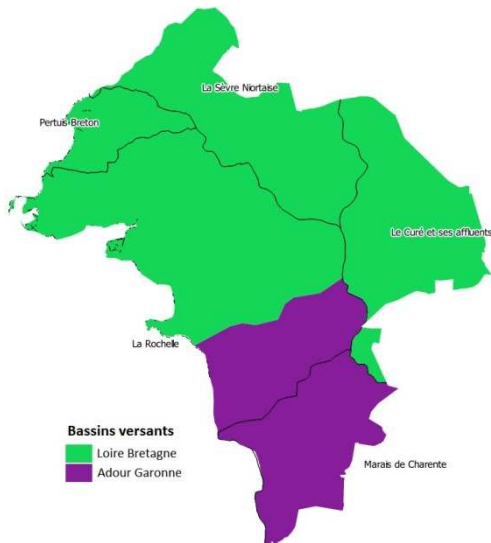 La Sèvre Niortaise
Pertuis Breton
Le Curé et ses affluents
La Rochelle
Bassins versants
Loire Bretagne
Adour Garonne
Marais de Charente